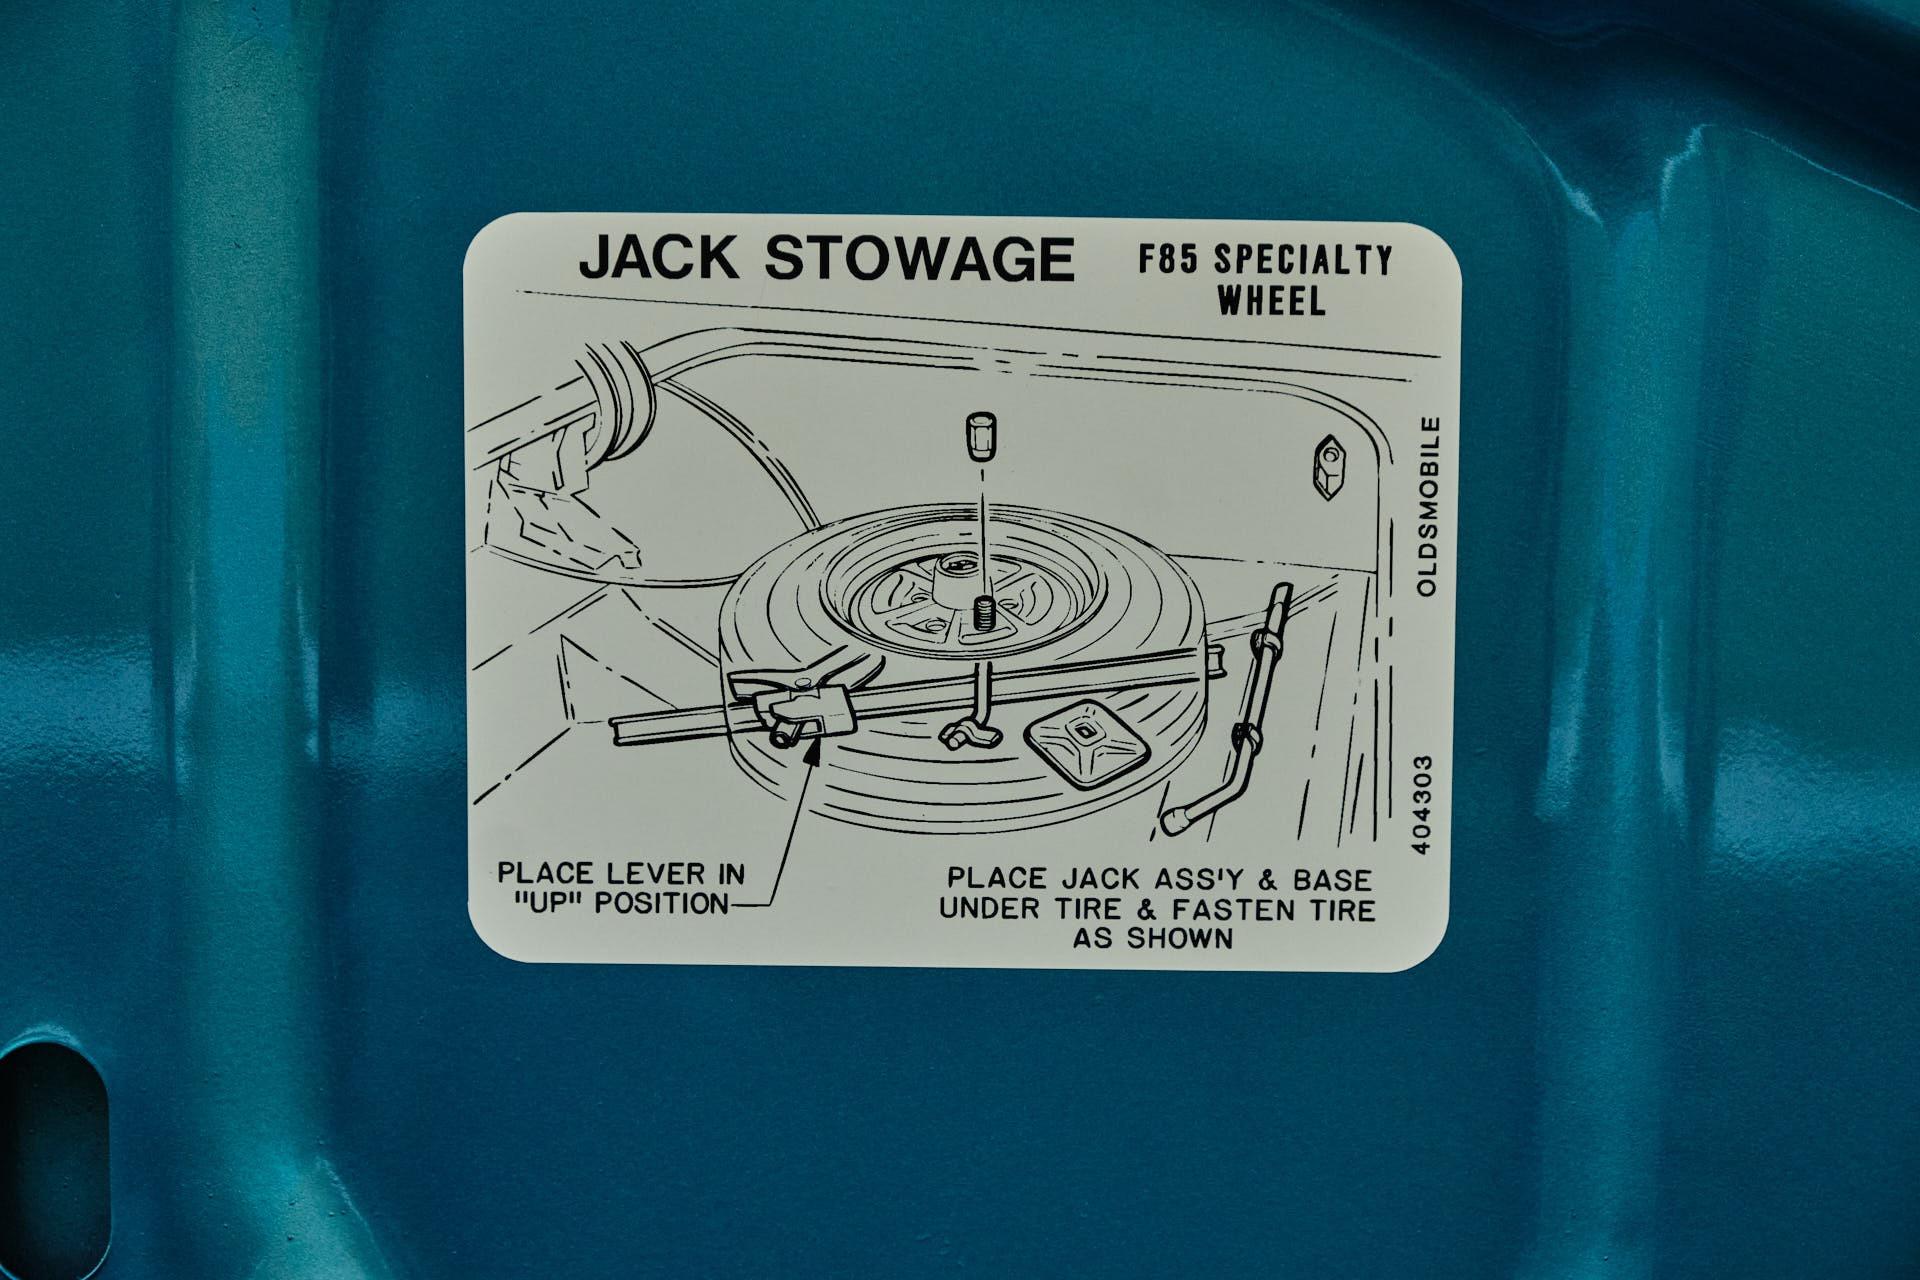 JACK STOWAGE
F85 SPECIALTY
WHEEL
OLDSMOBILE
404303
PLACE LEVER IN
"UP" POSITION
PLACE JACK ASS'Y & BASE
UNDER TIRE & FASTEN TIRE
AS SHOWN